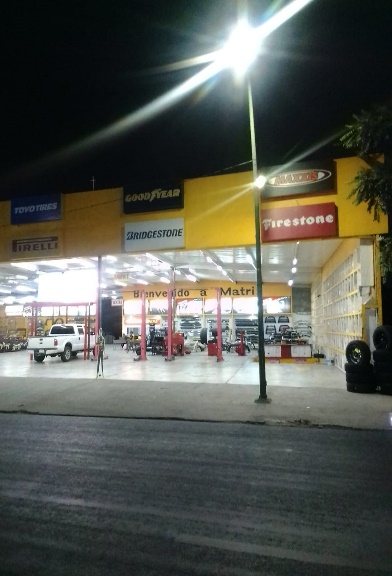 TOYO TIRES
GOODYEAR
PIRELLI
BRIDGESTONE
MAXXIS
Firestone
Bienvenido a Matri